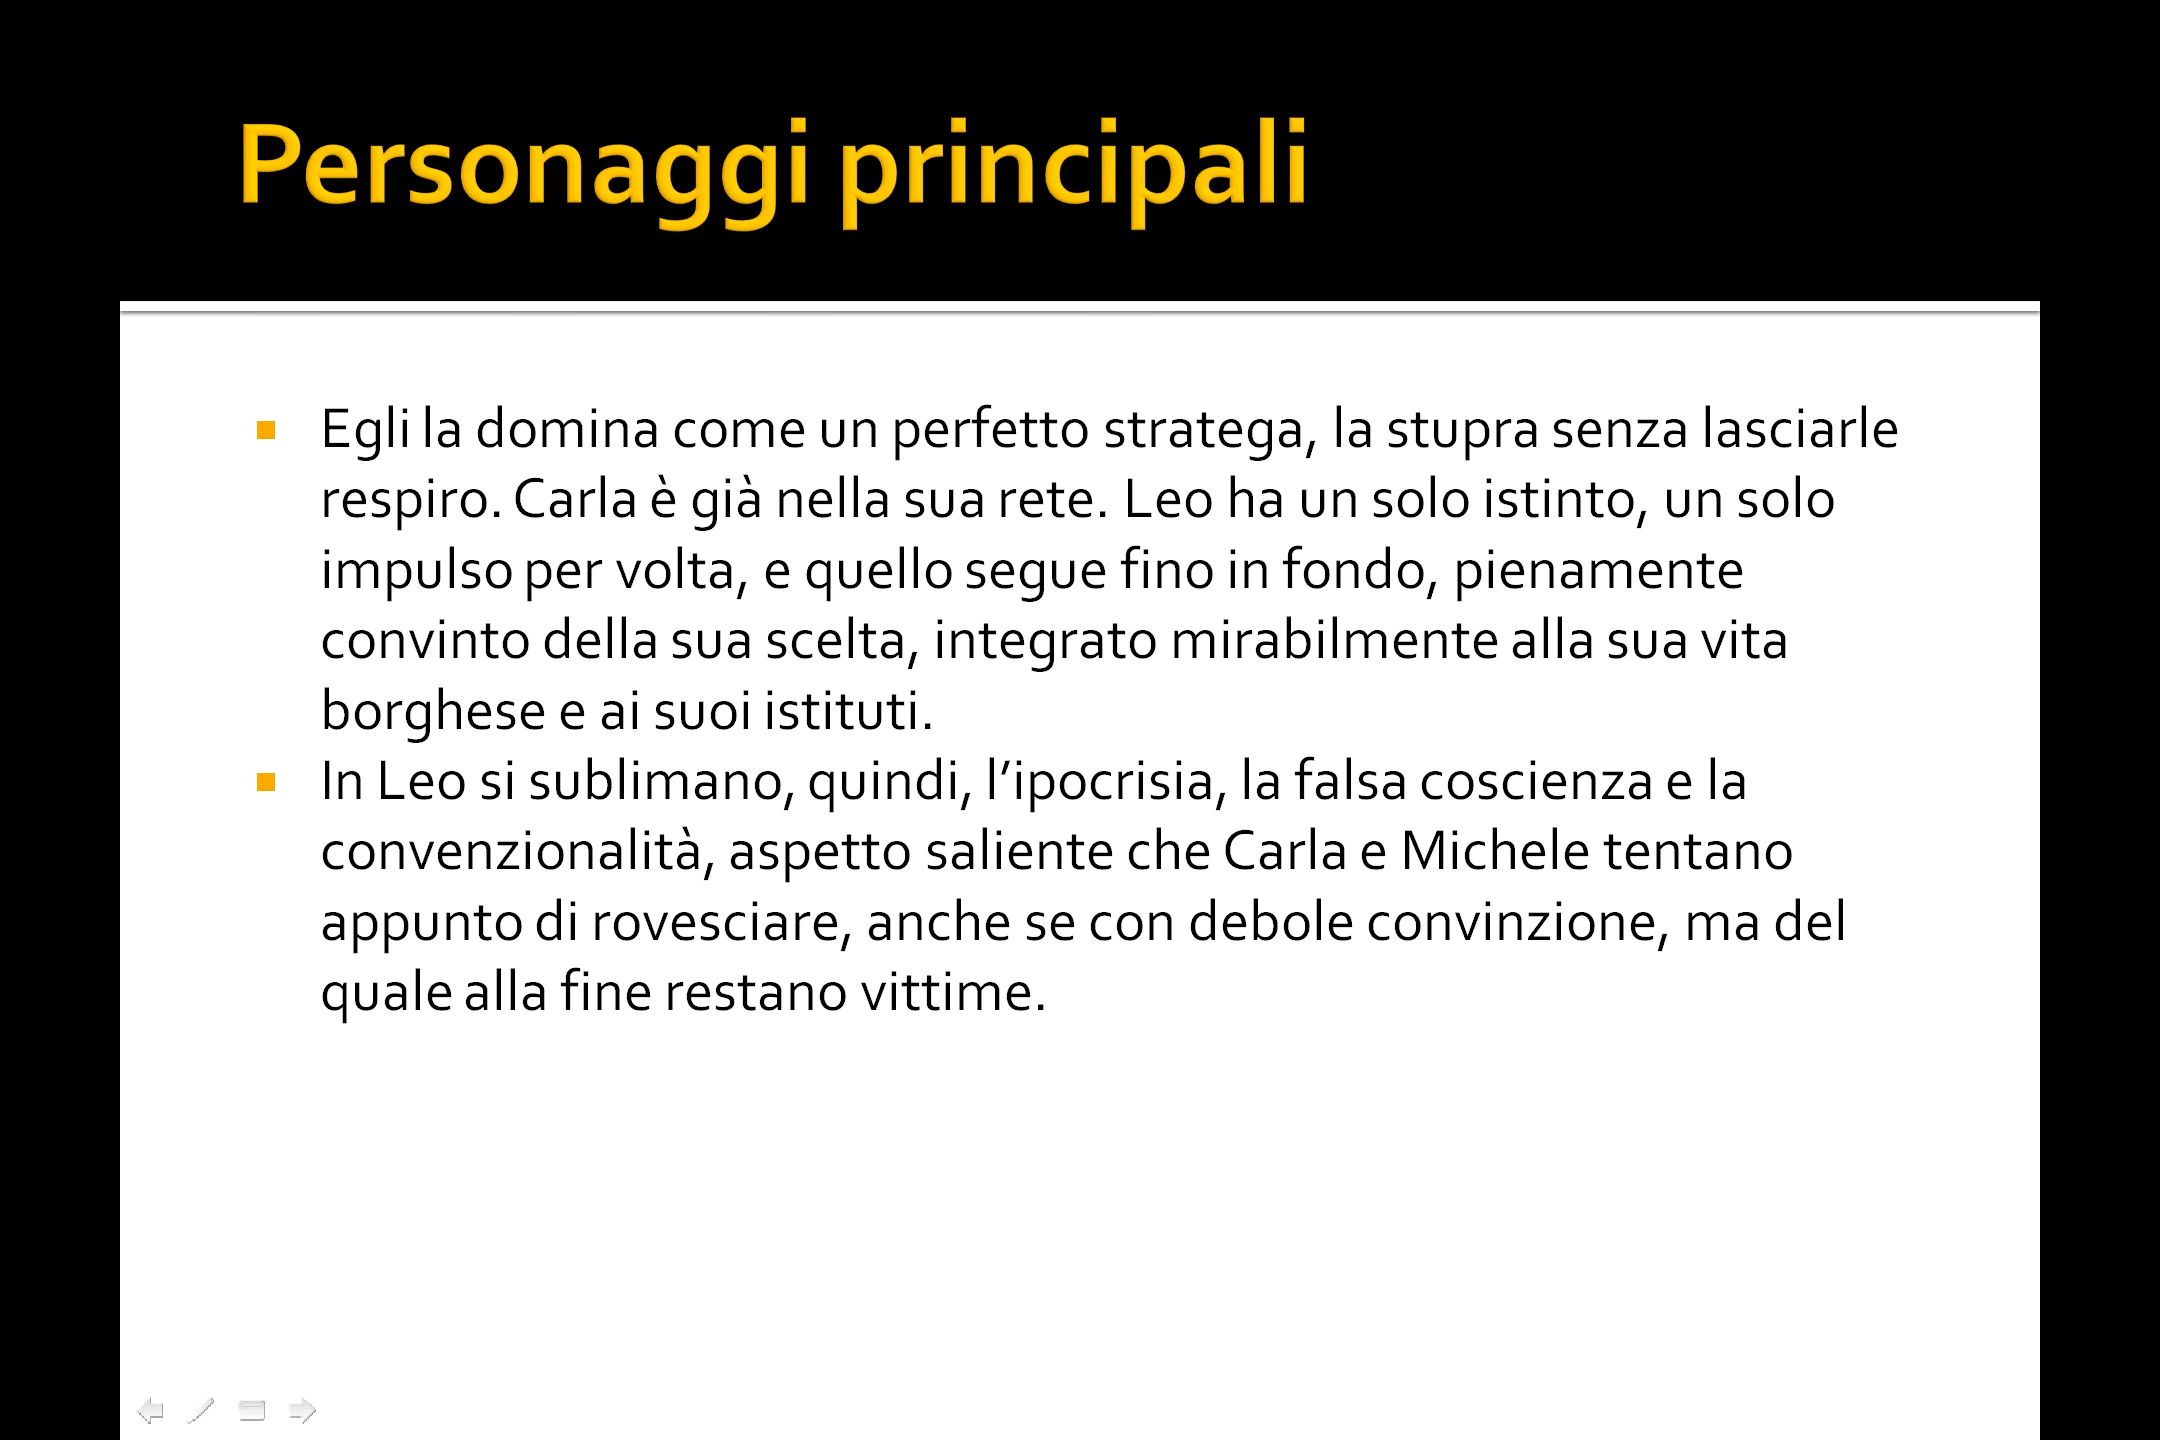 Personaggi principali
Egli la domina come un perfetto stratega, la stupra senza lasciarle
respiro. Carla è già nella sua rete. Leo ha un solo istinto, un solo
impulso per volta, e quello segue fino in fondo, pienamente
convinto della sua scelta, integrato mirabilmente alla sua vita
borghese e ai suoi istituti.
In Leo si sublimano, quindi, l’ipocrisia, la falsa coscienza e la
convenzionalità, aspetto saliente che Carla e Michele tentano
appunto di rovesciare, anche se con debole convinzione, ma del
quale alla fine restano vittime.